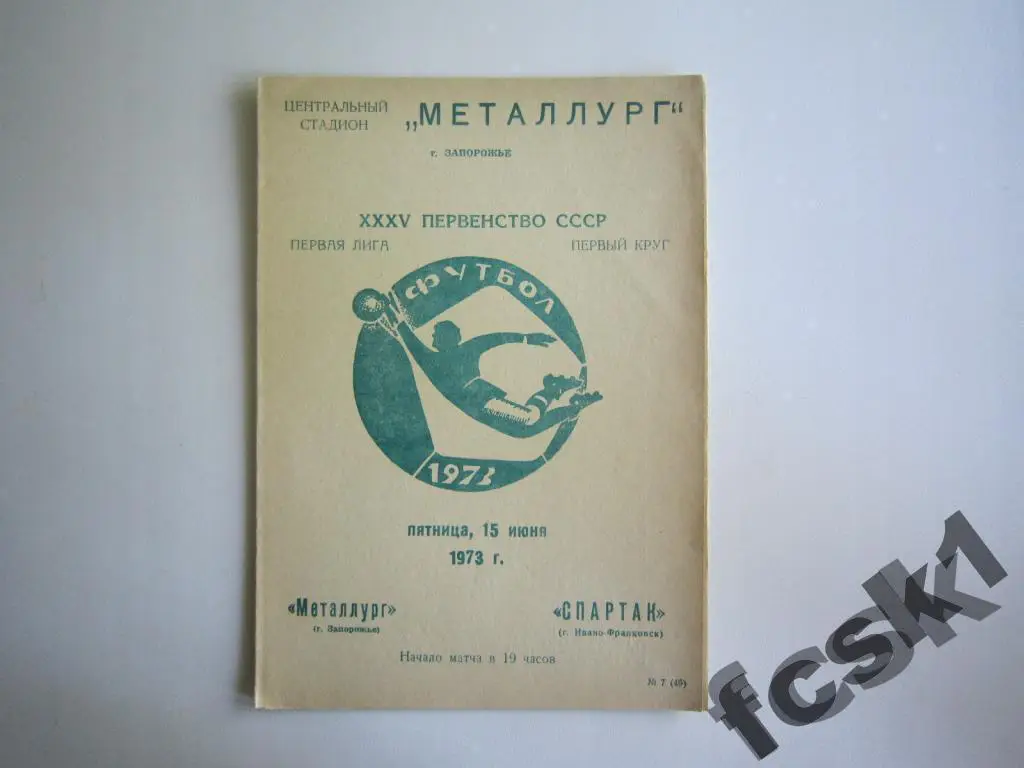 ЦЕНТРАЛЬНЫЙ
СТАДИОН
„МЕТАЛЛУРГ“
г. ЗАПОРОЖЬЕ
XXXV ПЕРВЕНСТВО СССР
ПЕРВАЯ ЛИГА ПЕРВЫЙ КРУГ
ФУТБОЛ
1973
пятница, 15 июня
1973 г.
«Металлург» «СПАРТАК»
(г. Запорожье) (г. Ивано-Франковск)
Начало матча в 19 часов
№ 7 (49)
fcsk1